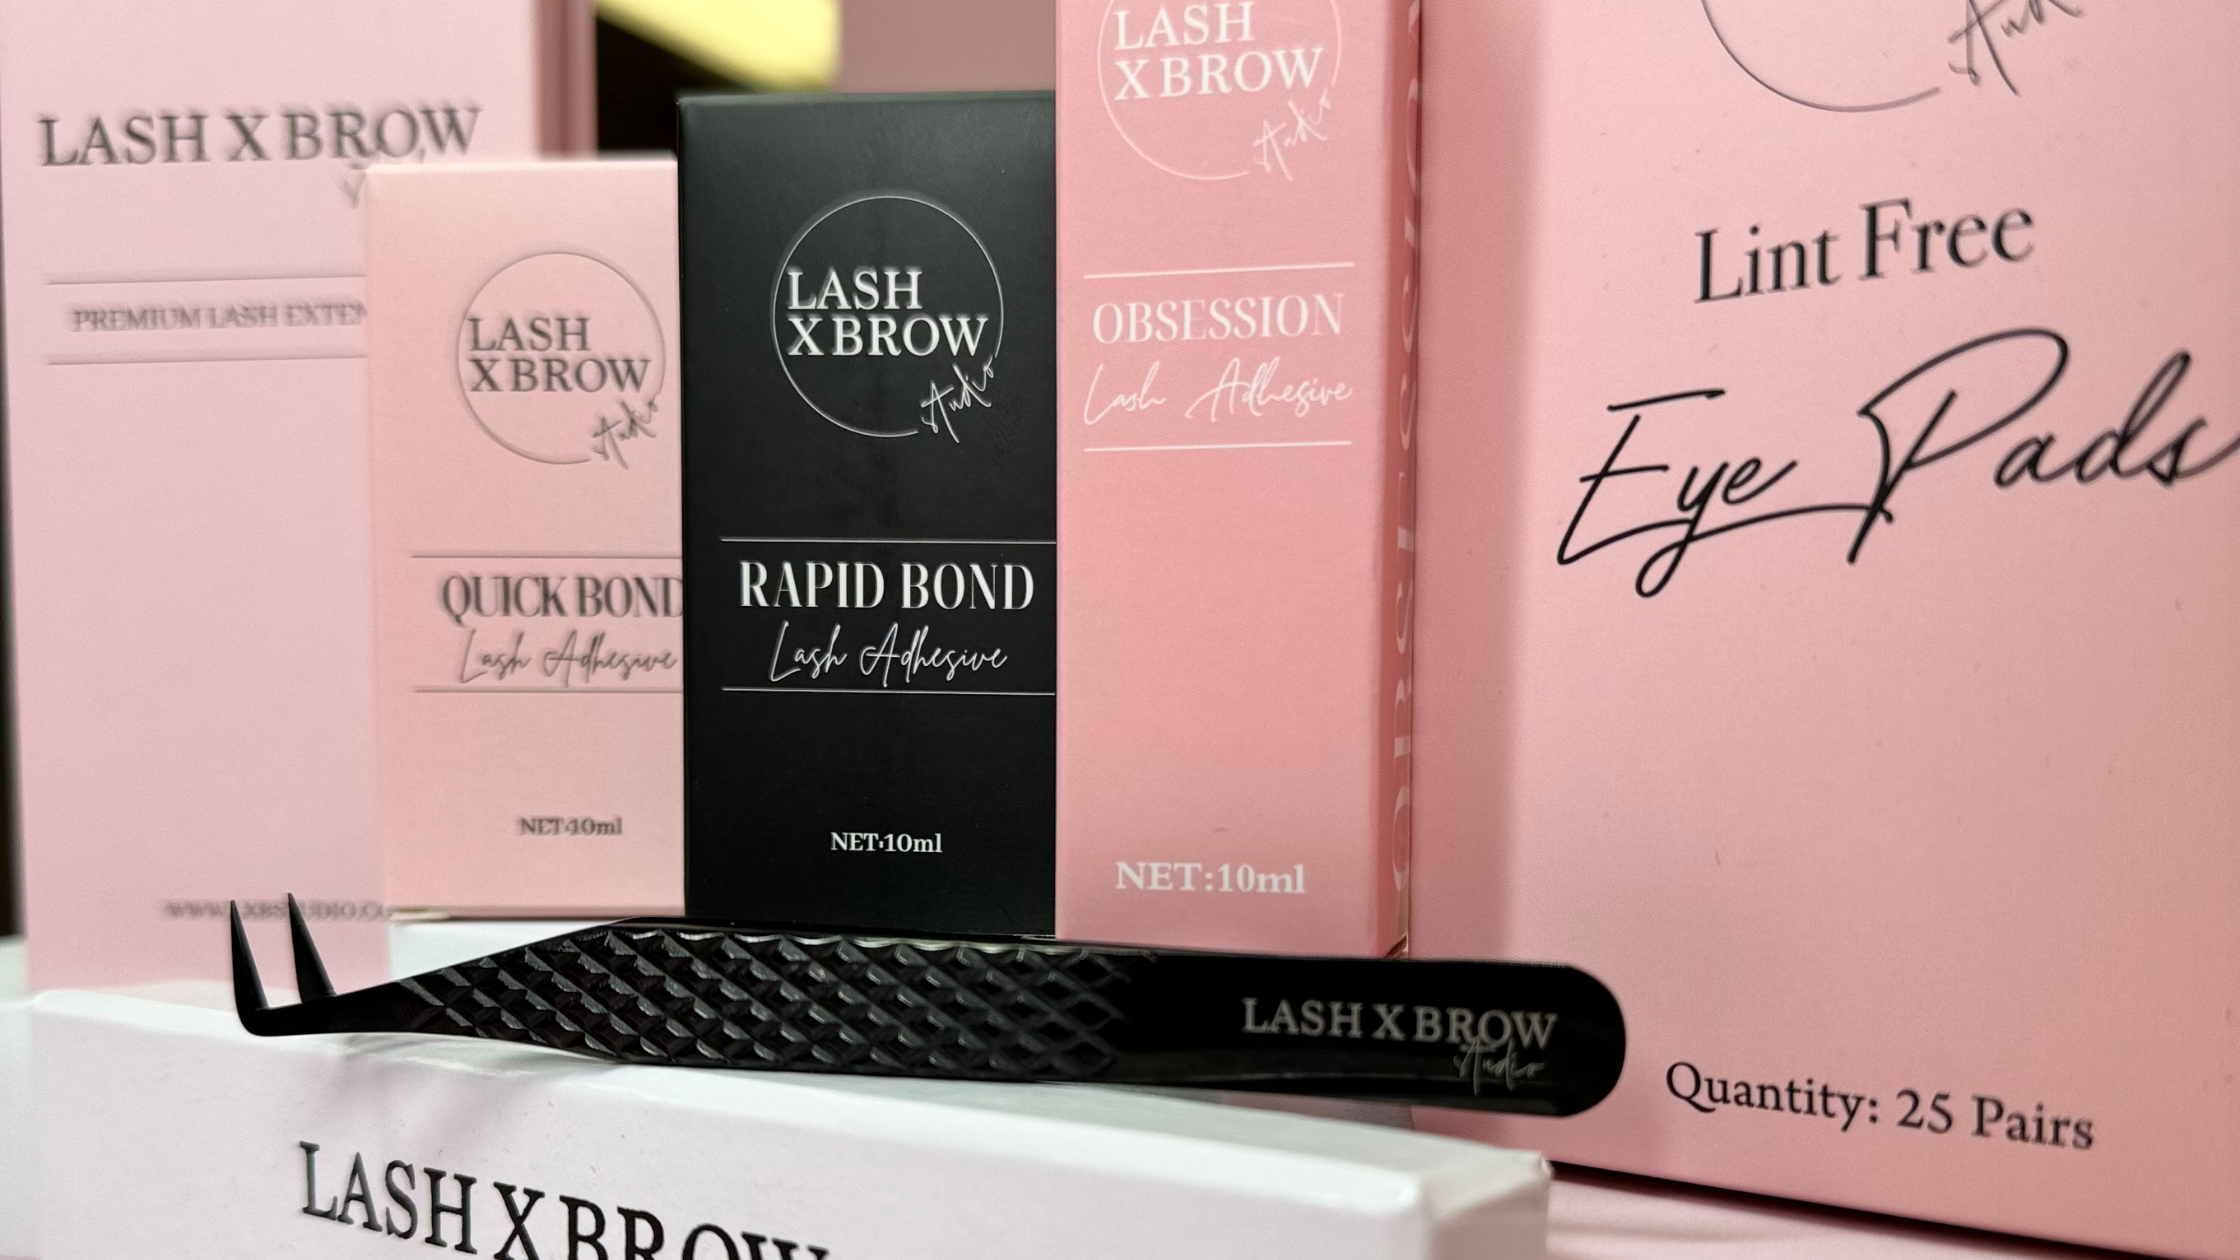 LASH X BROW
PREMIUM LASH EXTEN
LASH
X BROW
Studio
QUICK BOND
Lash Adhesive
NET:10ml
LASH
X BROW
Studio
RAPID BOND
Lash Adhesive
NET:10ml
LASH
X BROW
Studio
OBSESSION
Lash Adhesive
NET:10ml
OBSESSION
Lint Free
Eye Pads
Quantity: 25 Pairs
LASH X BROW
Studio
LASH X BROW